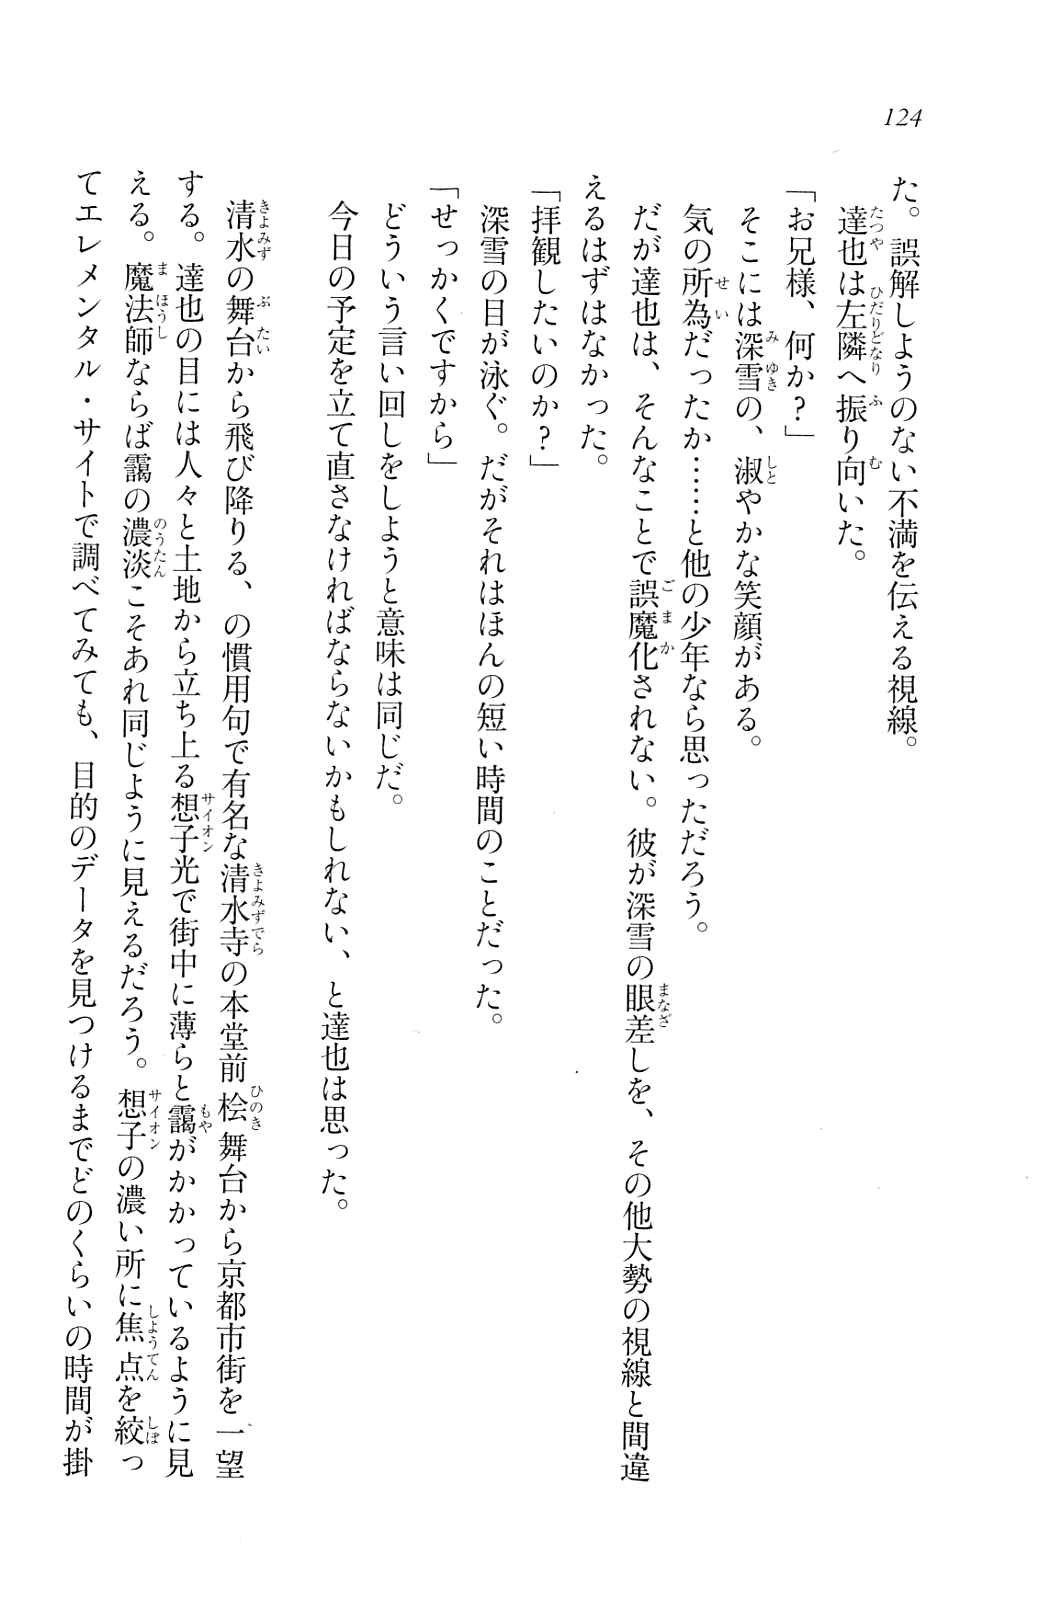 124
た。誤解しようのない不満を伝える視線。
達也は左隣へ振り向いた。
「お兄様、何か？」
そこには深雪の、淑やかな笑顔がある。
気の所為だったか……と他の少年なら思っただろう。
だが達也は、そんなことで誤魔化されない。彼が深雪の眼差しを、その他大勢の視線と間違
えるはずはなかった。
「拝観したいのか？」
深雪の目が泳ぐ。だがそれはほんの短い時間のことだった。
「せっかくですから」
どういう言い回しをしようと意味は同じだ。
今日の予定を立て直さなければならないかもしれない、と達也は思った。
清水の舞台から飛び降りる、の慣用句で有名な清水寺の本堂前桧舞台から京都市街を一望
する。達也の目には人々と土地から立ち上る想子光で街中に薄らと靄がかかっているように見
える。魔法師ならば靄の濃淡こそあれ同じように見えるだろう。想子の濃い所に焦点を絞っ
てエレメンタル・サイトで調べてみても、目的のデータを見つけるまでどのくらいの時間が掛